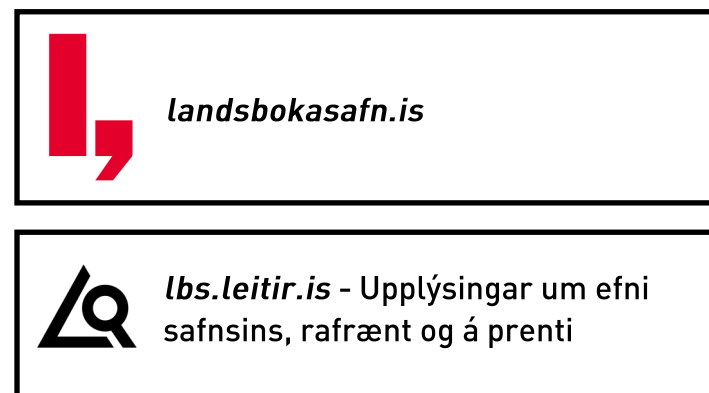 landsbokasafn.is
lbs.leitir.is - Upplýsingar um efni
safnsins, rafrænt og á prenti